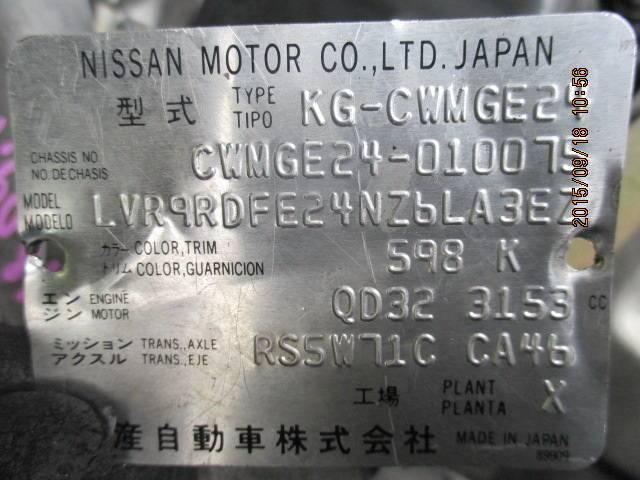 NISSAN MOTOR CO.,LTD. JAPAN
型式 TYPE TIPO KG-CWMGE24
CHASSIS NO. NO. DE CHASIS CWMGE24-01007
MODEL MODELO LVR9RDFE24NZ6LA3EZ
カラー COLOR,TRIM
トリム COLOR,GUARNICION 598 K
エンジン ENGINE MOTOR QD32 3153 CC
ミッション TRANS.,AXLE
アクスル TRANS.,EJE RS5W71C CA46
工場 PLANT PLANTA X
産自動車株式会社 MADE IN JAPAN
89909
2015/09/18 10:56